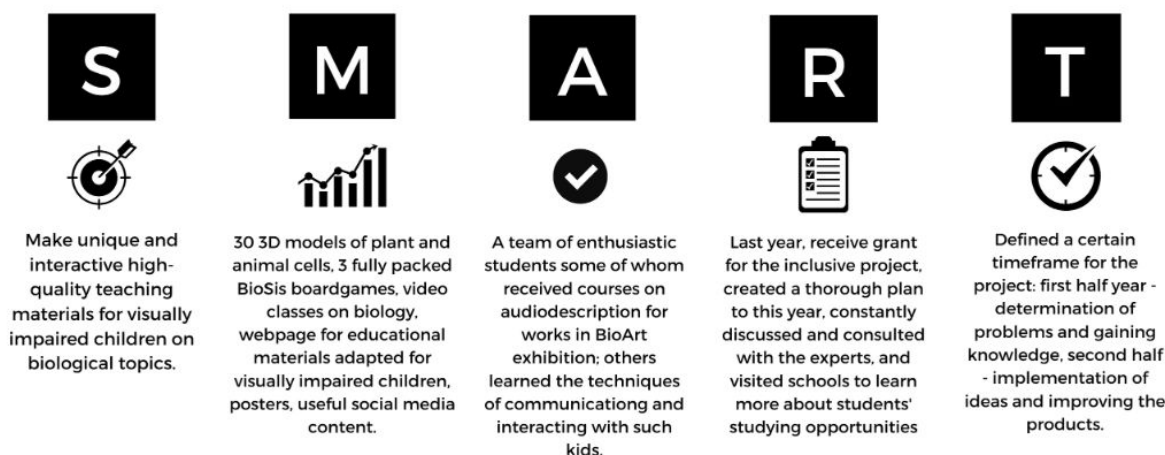 S
M
A
R
T
Make unique and
interactive high-
quality teaching
materials for visually
impaired children on
biological topics.
30 3D models of plant and
animal cells, 3 fully packed
BioSis boardgames, video
classes on biology,
webpage for educational
materials adapted for
visually impaired children,
posters, useful social media
content.
A team of enthusiastic
students some of whom
received courses on
audiodescription for
works in BioArt
exhibition; others
learned the techniques
of communicationg and
interacting with such
kids.
Last year, receive grant
for the inclusive project,
created a thorough plan
to this year, constantly
discussed and consulted
with the experts, and
visited schools to learn
more about students'
studying opportunities
Defined a certain
timeframe for the
project: first half year -
determination of
problems and gaining
knowledge, second half
- implementation of
ideas and improving the
products.